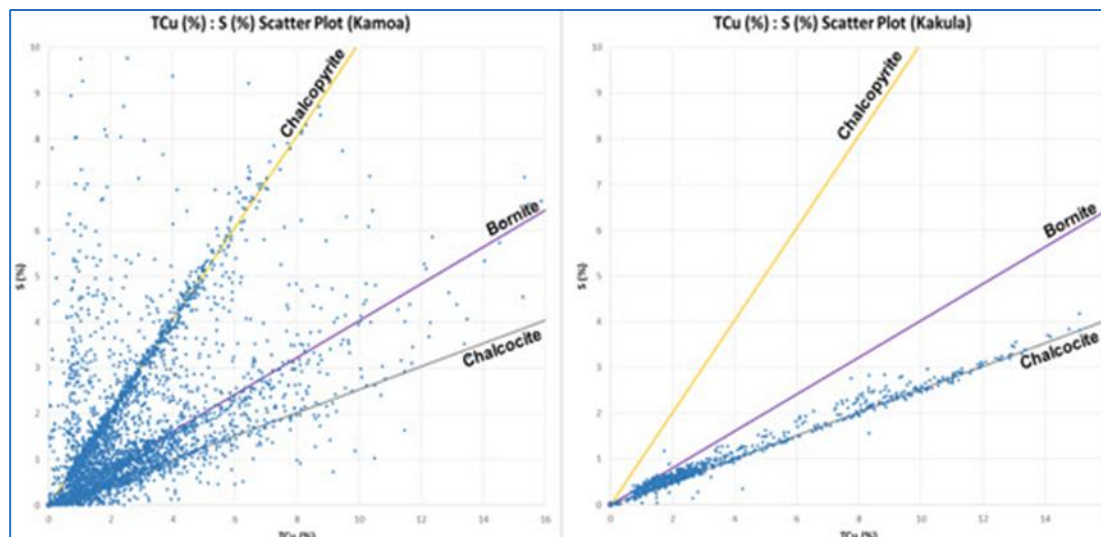 TCu (%) : S (%) Scatter Plot (Kamoa)
10
9
8
7
6
5
4
3
2
1
0
S (%)
Chalcopyrite
Bornite
Chalcocite
0 2 4 6 8 10 12 14 16
TCu (%)
TCu (%) : S (%) Scatter Plot (Kakula)
10
9
8
7
6
5
4
3
2
1
0
S (%)
Chalcopyrite
Bornite
Chalcocite
0 2 4 6 8 10 12 14
TCu (%)